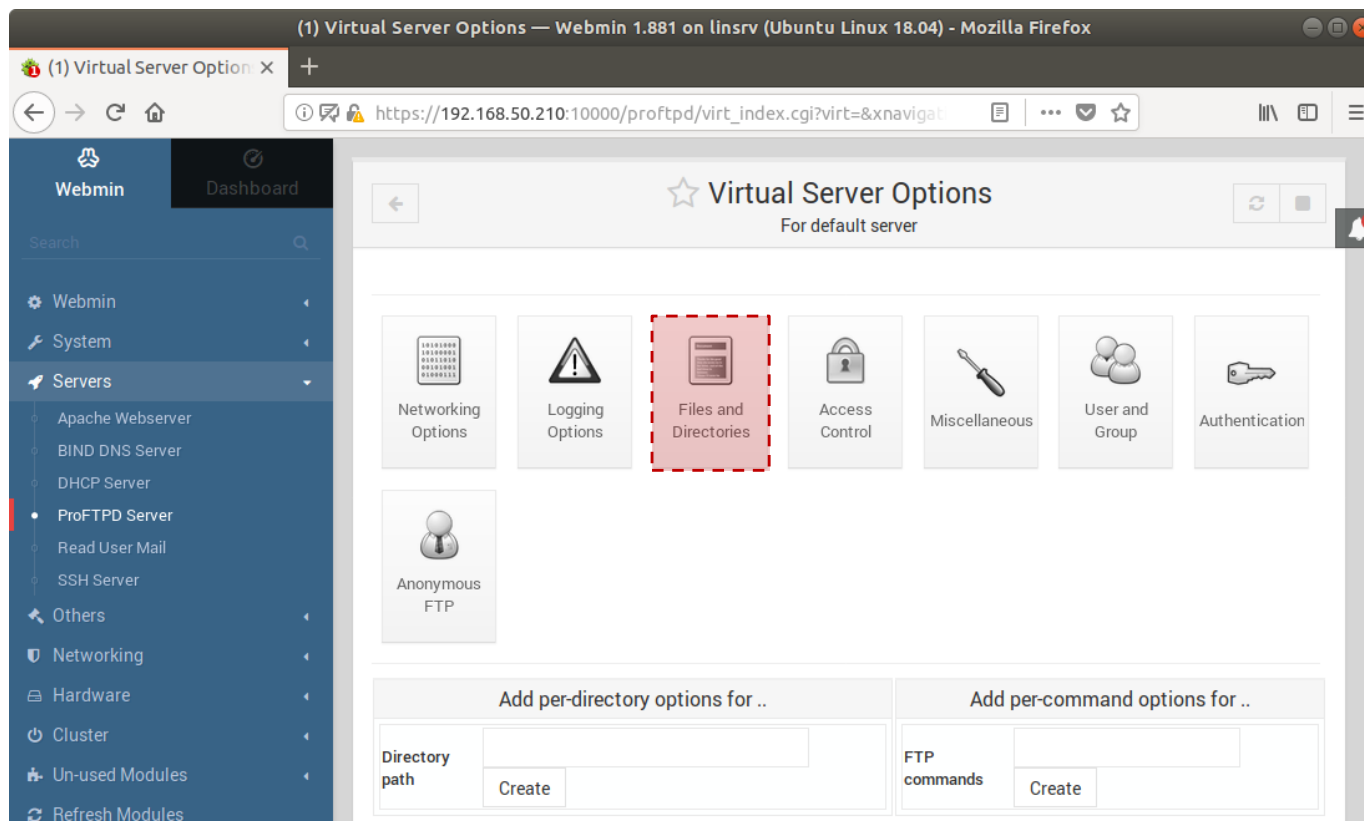 (1) Virtual Server Options — Webmin 1.881 on linsrv (Ubuntu Linux 18.04) - Mozilla Firefox
(1) Virtual Server Option
https://192.168.50.210:10000/proftpd/virt_index.cgi?virt=&xnavigat
Webmin
Dashboard
Search
Webmin
System
Servers
Apache Webserver
BIND DNS Server
DHCP Server
ProFTPD Server
Read User Mail
SSH Server
Others
Networking
Hardware
Cluster
Un-used Modules
Refresh Modules
Virtual Server Options
For default server
Networking
Options
Logging
Options
Files and
Directories
Access
Control
Miscellaneous
User and
Group
Authentication
Anonymous
FTP
Add per-directory options for ..
Directory
path
Create
Add per-command options for ..
FTP
commands
Create